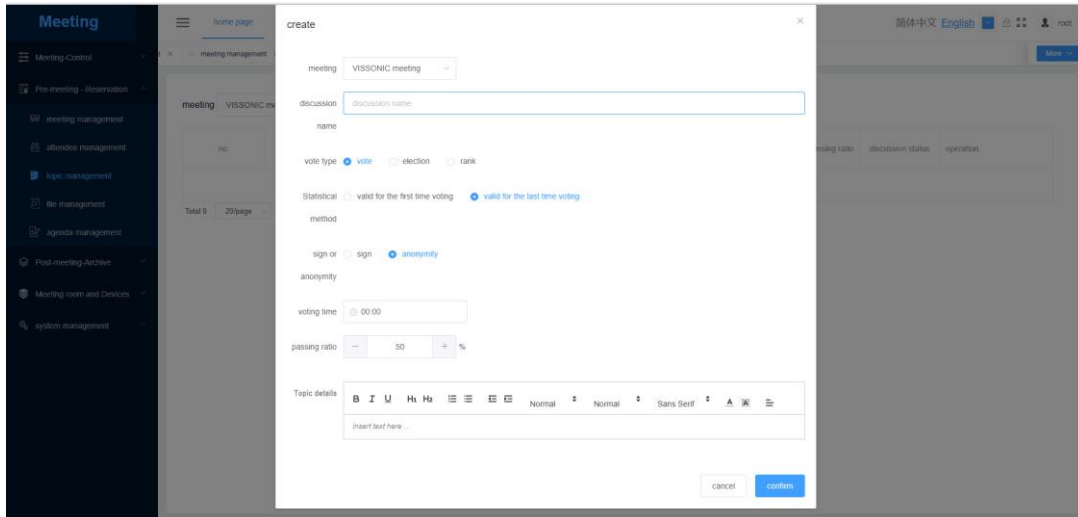 Meeting
home page
简体中文 English
root
meeting management
More
Meeting-Control
Pre-meeting - Reservation
meeting management
attendee management
topic management
file management
agenda management
Post-meeting-Archive
Meeting room and Devices
system management
meeting VISSONIC me
no.
ssing ratio discussion status operation
Total 0 20/page
create
meeting VISSONIC meeting
discussion name
discussion name
vote type vote election rank
Statistical method
valid for the first time voting valid for the last time voting
sign or anonymity
sign anonymity
voting time 00:00
passing ratio − 50 + %
Topic details
B I U H1 H2 Normal Normal Sans Serif A A
Insert text here ...
cancel confirm